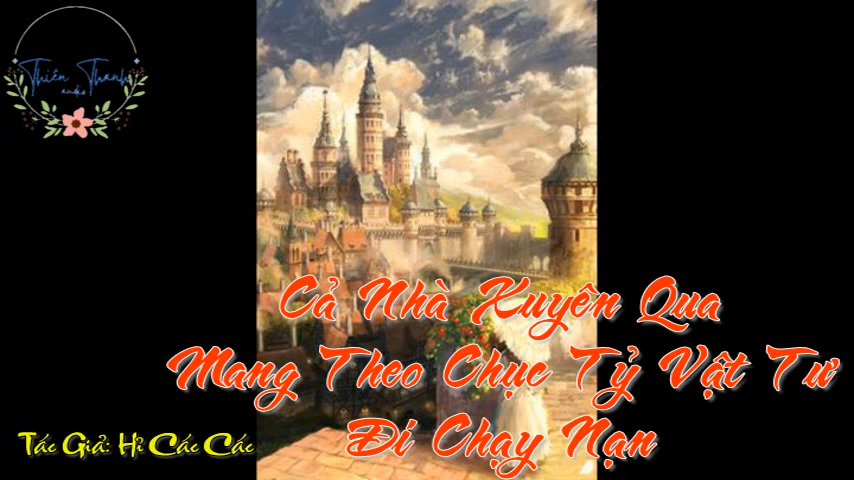 Thiên Thanh
audio
Cả Nhà Xuyên Qua
Mang Theo Chục Tỷ Vật Tư
Đi Chạy Nạn
Tác Giả: Hỉ Các Các